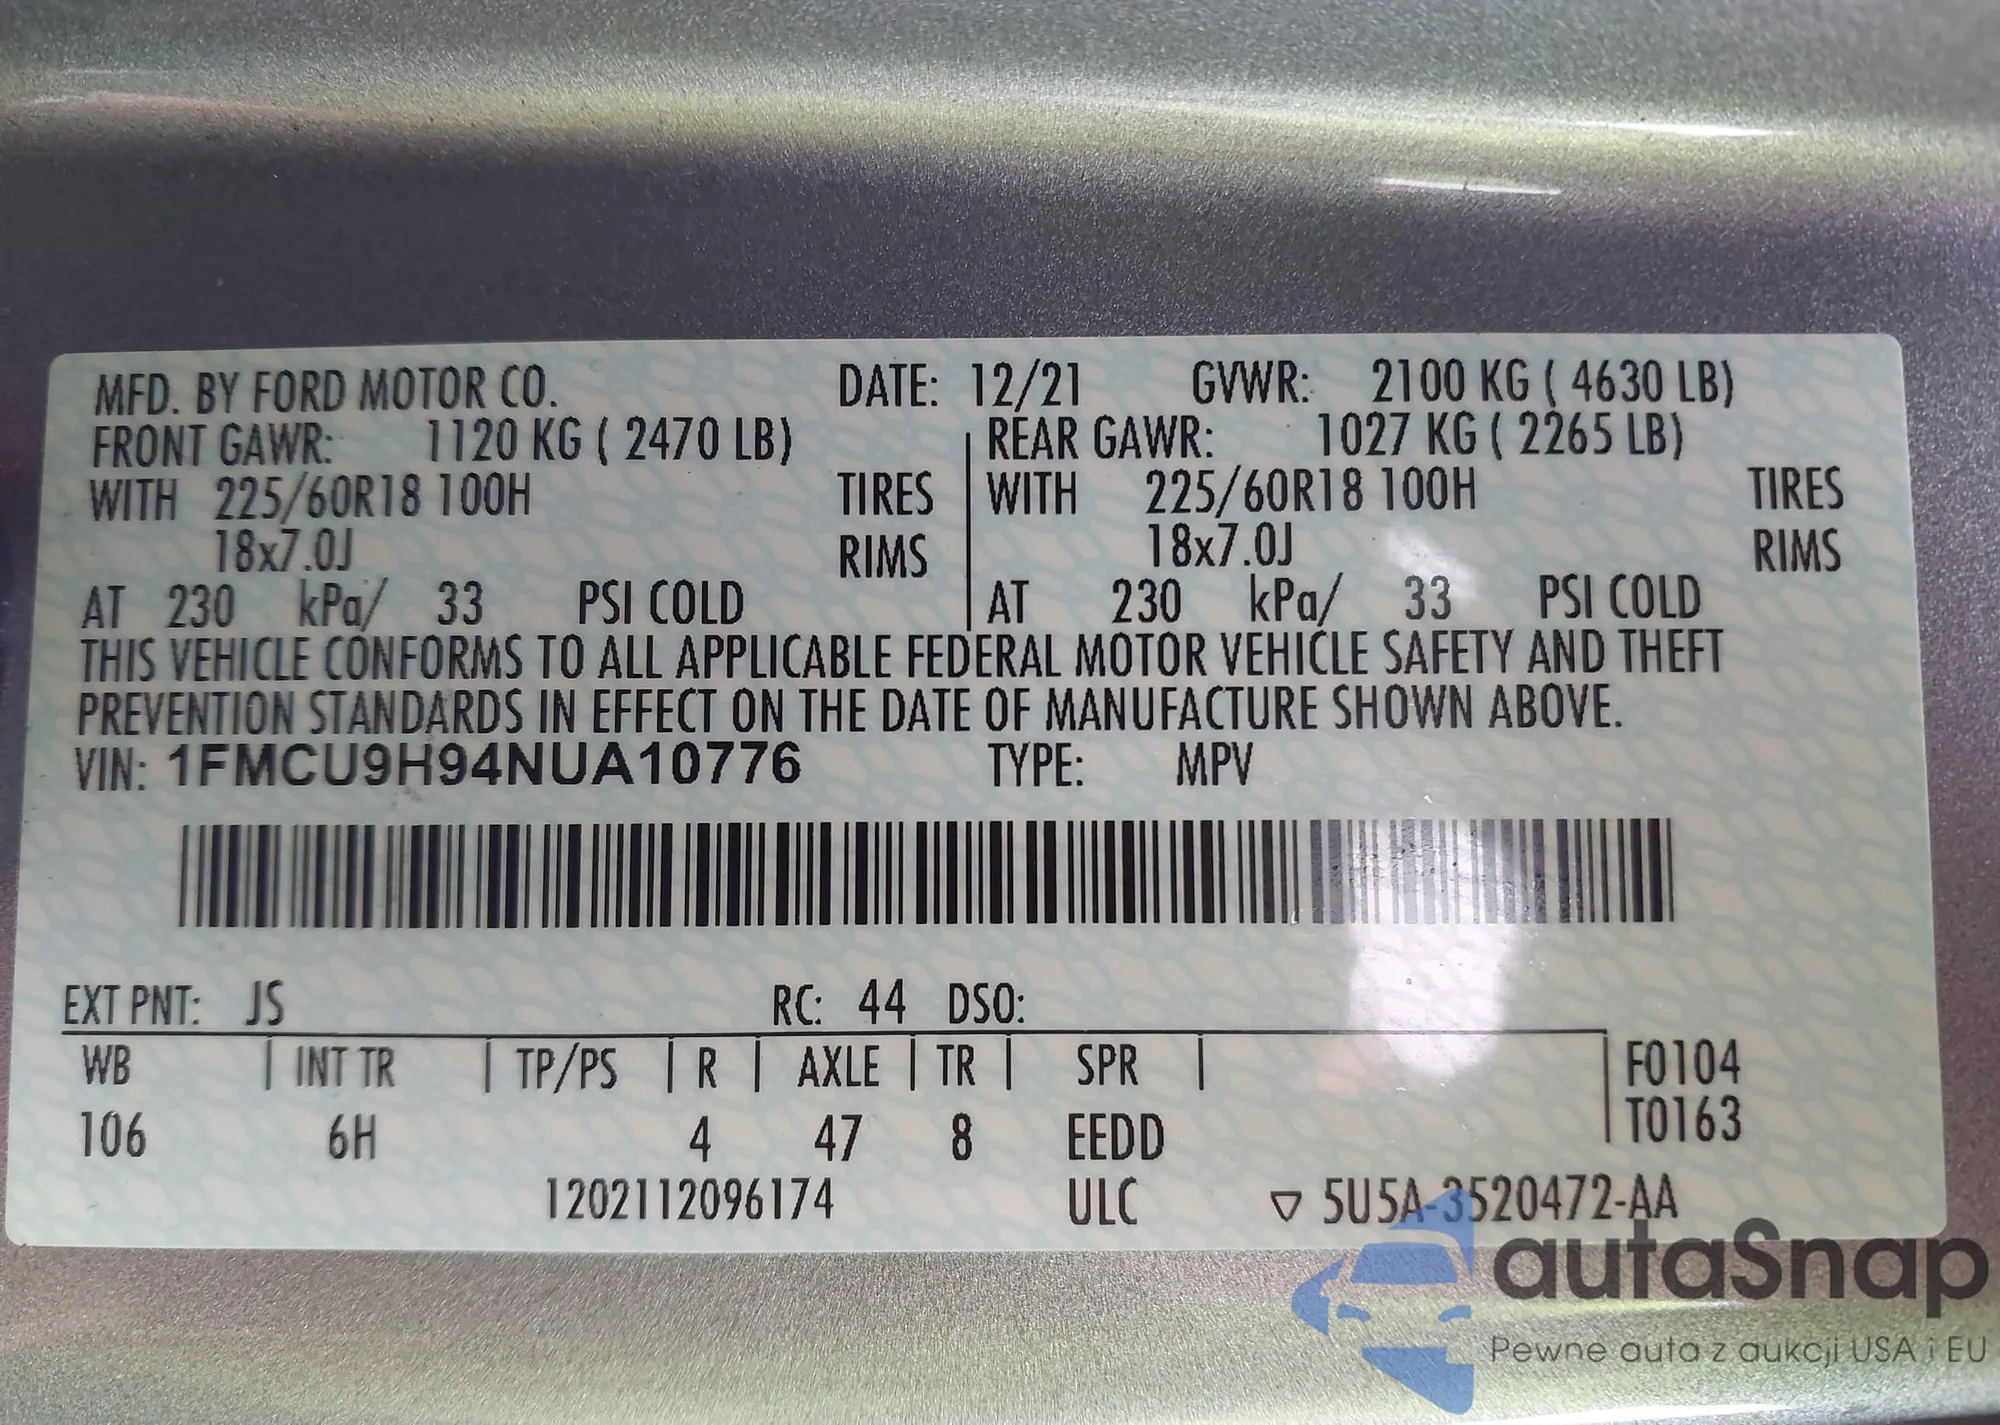 MFD. BY FORD MOTOR CO. DATE: 12/21 GVWR: 2100 KG ( 4630 LB)
FRONT GAWR: 1120 KG ( 2470 LB) REAR GAWR: 1027 KG ( 2265 LB)
WITH 225/60R18 100H TIRES WITH 225/60R18 100H TIRES
18x7.0J RIMS 18x7.0J RIMS
AT 230 kPa/ 33 PSI COLD AT 230 kPa/ 33 PSI COLD
THIS VEHICLE CONFORMS TO ALL APPLICABLE FEDERAL MOTOR VEHICLE SAFETY AND THEFT
PREVENTION STANDARDS IN EFFECT ON THE DATE OF MANUFACTURE SHOWN ABOVE.
VIN: 1FMCU9H94NUA10776 TYPE: MPV
EXT PNT: JS RC: 44 DSO:
WB INT TR TP/PS R AXLE TR SPR F0104
T0163
106 6H 4 47 8 EEDD
1202112096174 ULC ▽ 5U5A-3520472-AA
autaSnap
Pewne auta z aukcji USA i EU